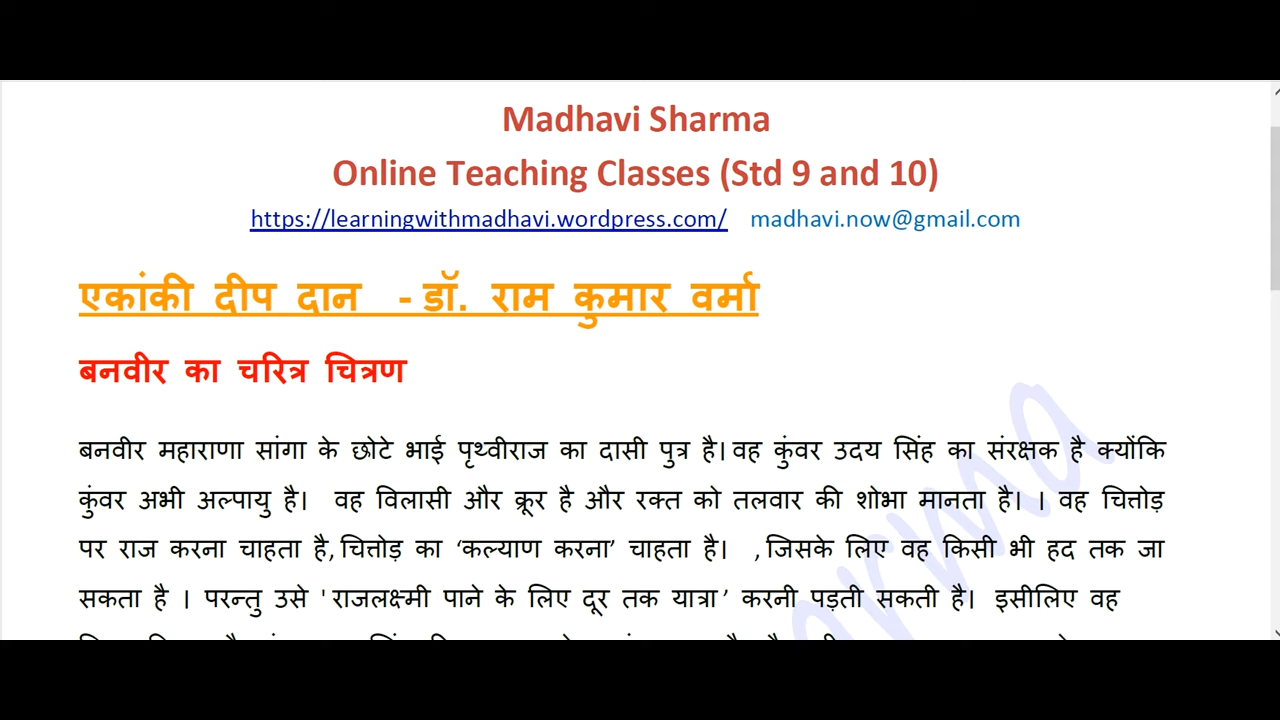 Madhavi Sharma
Online Teaching Classes (Std 9 and 10)
https://learningwithmadhavi.wordpress.com/ madhavi.now@gmail.com
एकांकी दीप दान - डॉ. राम कुमार वर्मा
बनवीर का चरित्र चित्रण
बनवीर महाराणा सांगा के छोटे भाई पृथ्वीराज का दासी पुत्र है। वह कुंवर उदय सिंह का संरक्षक है क्योंकि
कुंवर अभी अल्पायु है। वह विलासी और क्रूर है और रक्त को तलवार की शोभा मानता है। । वह चित्तोड़
पर राज करना चाहता है, चित्तोड़ का ‘कल्याण करना’ चाहता है। , जिसके लिए वह किसी भी हद तक जा
सकता है । परन्तु उसे ' राजलक्ष्मी पाने के लिए दूर तक यात्रा’ करनी पड़ती सकती है। इसीलिए वह